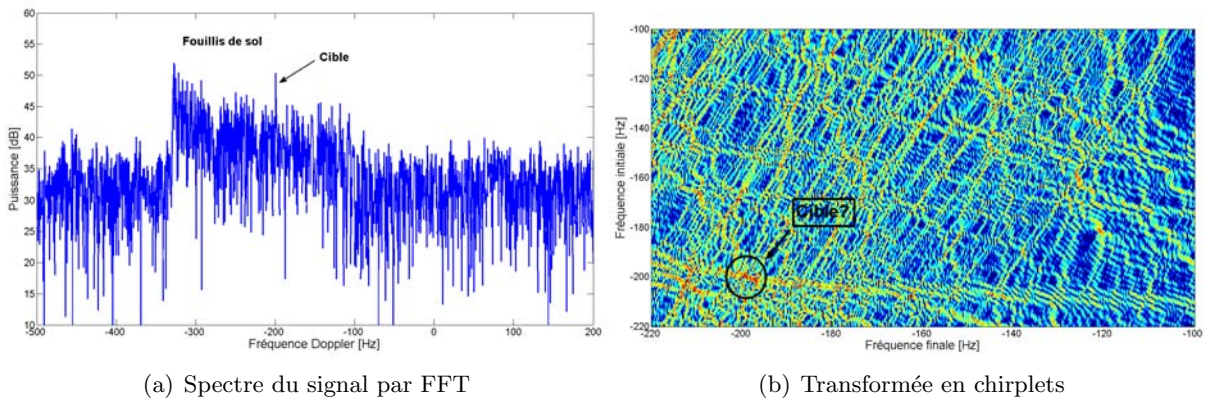 60
55
50
45
40
35
30
25
20
15
10
Puissance [dB]
Fouillis de sol
Cible
-500 -400 -300 -200 -100 0 100 200
Fréquence Doppler [Hz]
-100
-120
-140
-160
-180
-200
-220
Fréquence initiale [Hz]
Cible?
-220 -200 -180 -160 -140 -120 -100
Fréquence finale [Hz]
(a) Spectre du signal par FFT
(b) Transformée en chirplets